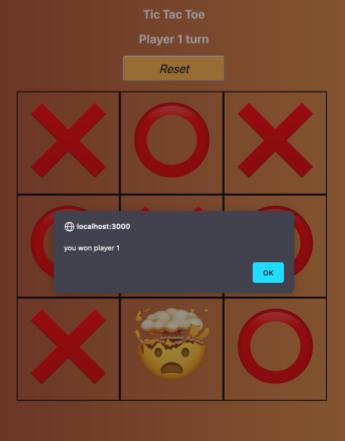 Tic Tac Toe
Player 1 turn
Reset
localhost:3000
you won player 1
OK